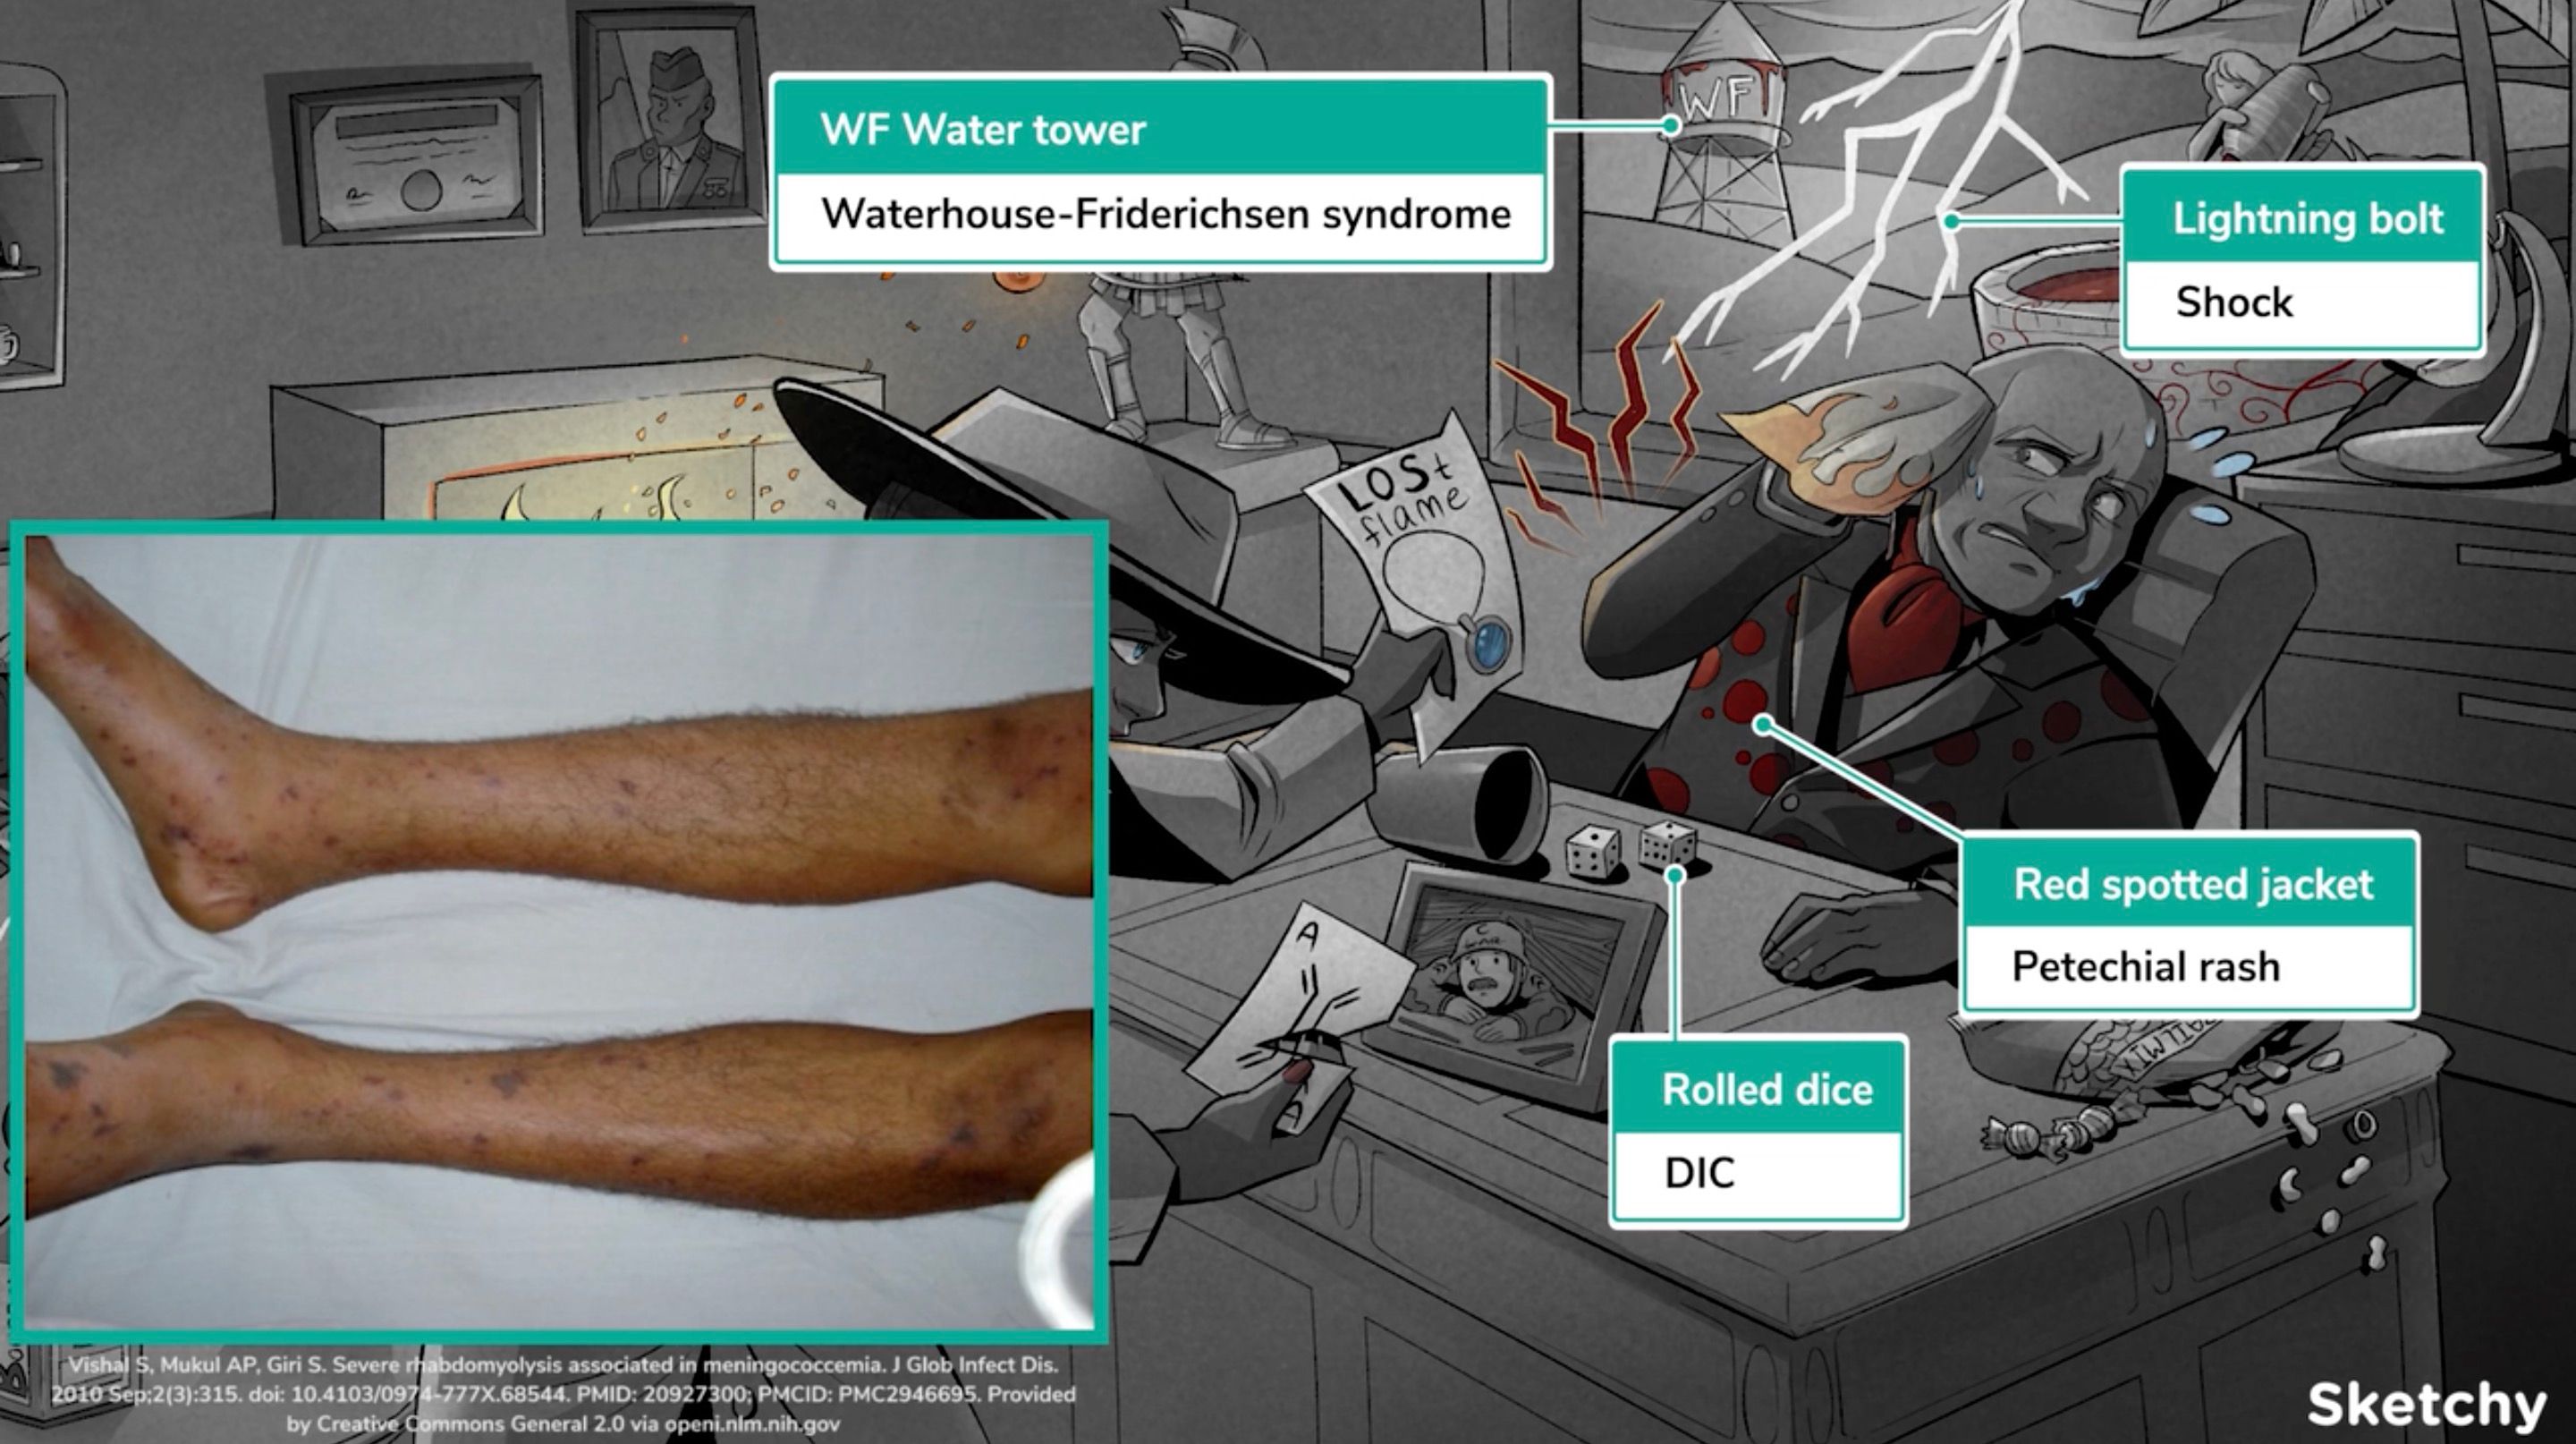 WF Water tower
Waterhouse-Friderichsen syndrome
WF
Lightning bolt
Shock
LOSt
flame
Red spotted jacket
Petechial rash
A
Rolled dice
DIC
Vishal S, Mukul AP, Giri S. Severe rhabdomyolysis associated in meningococcemia. J Glob Infect Dis.
2010 Sep;2(3):315. doi: 10.4103/0974-777X.68544. PMID: 20927300; PMCID: PMC2946695. Provided
by Creative Commons General 2.0 via openi.nlm.nih.gov
Sketchy